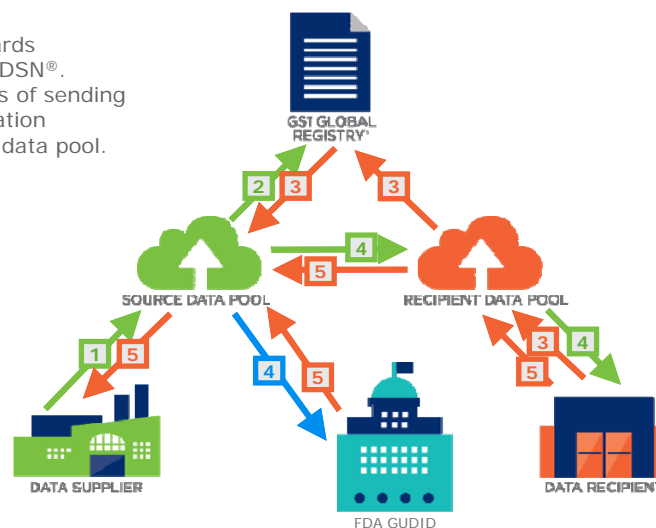 ards
DSN®.
s of sending
ation
data pool.
GS1 GLOBAL
REGISTRY®
2
3
3
4
5
SOURCE DATA POOL
RECIPIENT DATA POOL
1
5
4
5
3
4
5
DATA SUPPLIER
DATA RECIPIENT
FDA GUDID